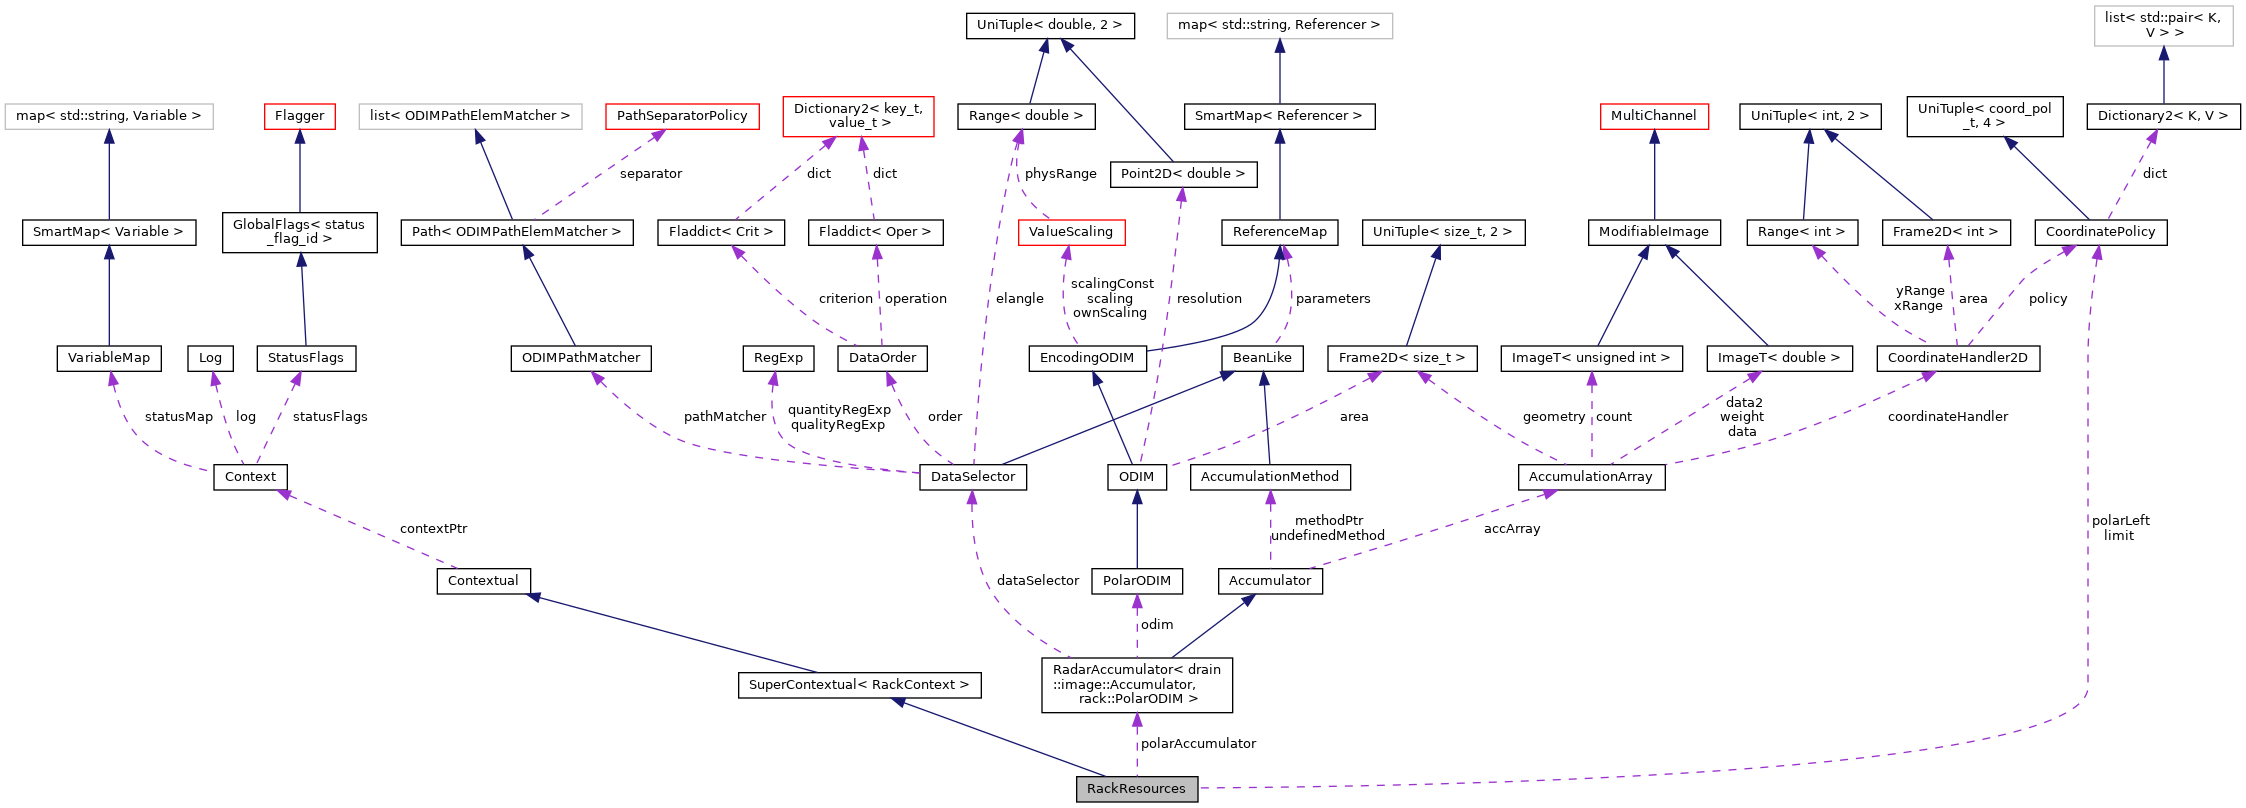 UniTuple< double, 2 >
map< std::string, Referencer >
list< std::pair< K,
V > >
map< std::string, Variable >
Flagger
list< ODIMPathElemMatcher >
PathSeparatorPolicy
Dictionary2< key_t,
value_t >
Range< double >
SmartMap< Referencer >
MultiChannel
UniTuple< int, 2 >
UniTuple< coord_pol
_t, 4 >
Dictionary2< K, V >
separator
dict
dict
physRange
Point2D< double >
dict
SmartMap< Variable >
GlobalFlags< status
_flag_id >
Path< ODIMPathElemMatcher >
Fladdict< Crit >
Fladdict< Oper >
ValueScaling
ReferenceMap
UniTuple< size_t, 2 >
ModifiableImage
Range< int >
Frame2D< int >
CoordinatePolicy
criterion
operation
elangle
scalingConst
scaling
ownScaling
resolution
parameters
yRange
xRange
area
policy
VariableMap
Log
StatusFlags
ODIMPathMatcher
RegExp
DataOrder
EncodingODIM
BeanLike
Frame2D< size_t >
ImageT< unsigned int >
ImageT< double >
CoordinateHandler2D
statusMap
log
statusFlags
pathMatcher
quantityRegExp
qualityRegExp
order
area
geometry
count
data2
weight
data
coordinateHandler
Context
DataSelector
ODIM
AccumulationMethod
AccumulationArray
contextPtr
methodPtr
undefinedMethod
accArray
polarLeft
limit
Contextual
dataSelector
PolarODIM
Accumulator
odim
SuperContextual< RackContext >
RadarAccumulator< drain
::image::Accumulator,
rack::PolarODIM >
polarAccumulator
RackResources